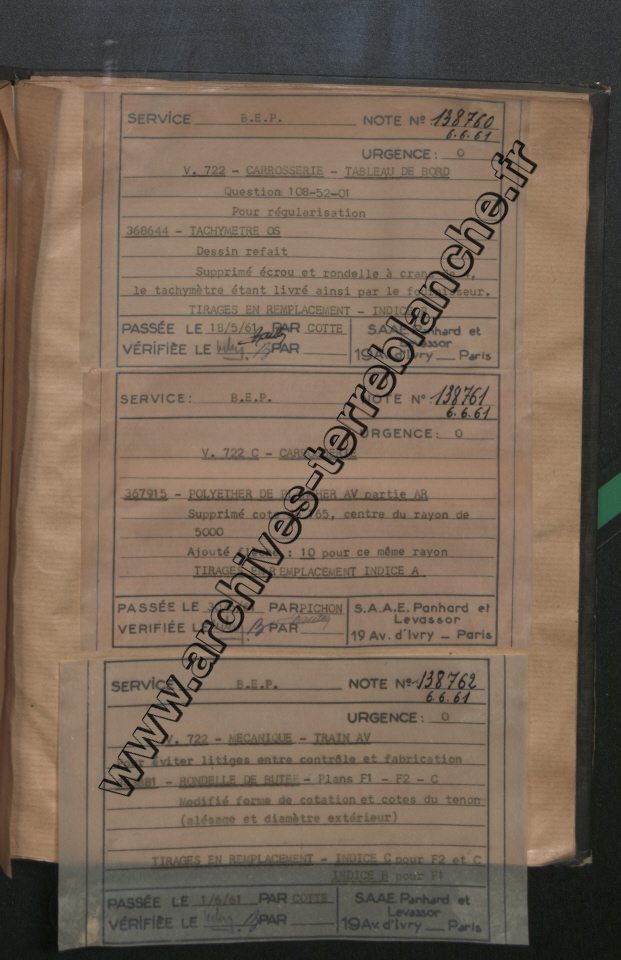 SERVICE B.E.P. NOTE Nº 138760
6.6.61
URGENCE: 0
V. 722 - CARROSSERIE - TABLEAU DE BORD
Question 108-52-01
Pour régularisation
368644 - TACHYMETRE OS
Dessin refait
Supprimé écrou et rondelle à
le tachymètre étant livré ainsi par le fournisseur.
TIRAGES EN REMPLACEMENT - INDICE
PASSÉE LE 18/5/61 PAR COTTE S.A.A.E. Panhard et
Levassor
VÉRIFIÉE LE PAR 19 Av. d'Ivry __ Paris
SERVICE: B.E.P. NOTE Nº 138761
6.6.61
URGENCE: 0
V. 722 C - CARROSSERIE
367915 - POLYETHER DE PLANCHER AV partie AR
Supprimé 65, centre du rayon de
5000
Ajouté : 10 pour ce même rayon
TIRAGES EN REMPLACEMENT INDICE A
PASSÉE LE PAR PICHON S.A.A.E. Panhard et
Levassor
VERIFIÉE LE PAR 19 Av. d'Ivry _ Paris
SERVICE B.E.P. NOTE Nº 138762
6.6.61
URGENCE: 0
V. 722 - MECANIQUE - TRAIN AV
éviter litiges entre contrôle et fabrication
RONDELLE DE BUTEE - Plans F1 - F2 - C
Modifié forme de cotation et cotes du tenon
(alésage et diamètre extérieur)
TIRAGES EN REMPLACEMENT - INDICE C pour F2 et C
INDICE B pour F1
PASSÉE LE 1/6/61 PAR COTTE S.A.A.E. Panhard et
Levassor
VÉRIFIÉE LE PAR 19 Av. d'Ivry __ Paris
www.archives-terreblanche.fr